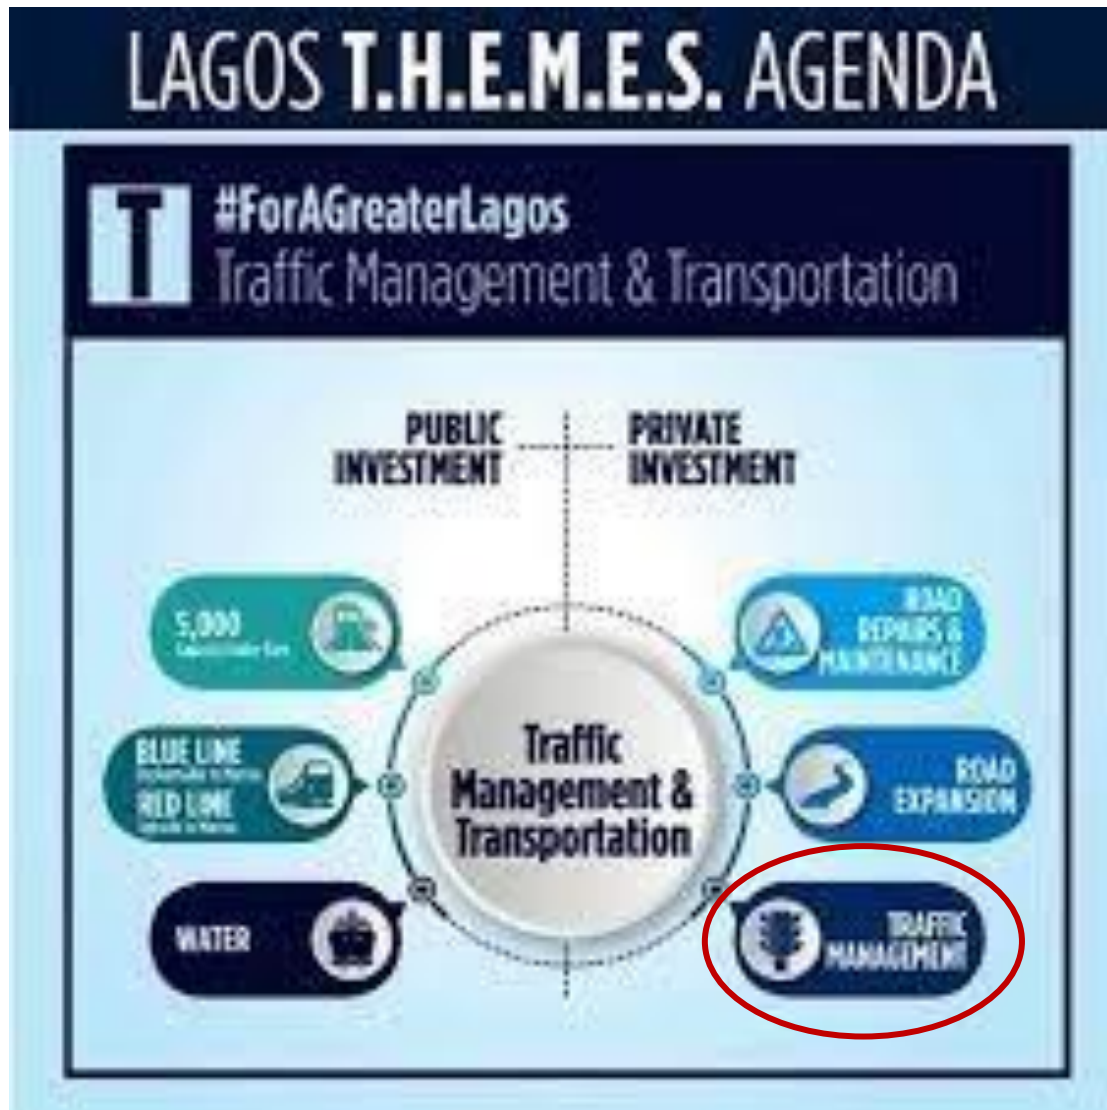 LAGOS T.H.E.M.E.S. AGENDA
T
#ForAGreaterLagos
Traffic Management & Transportation
PUBLIC
INVESTMENT
PRIVATE
INVESTMENT
5,000
BLUE LINE
RED LINE
WATER
Traffic
Management &
Transportation
ROAD
REPAIRS &
MAINTENANCE
ROAD
EXPANSION
TRAFFIC
MANAGEMENT